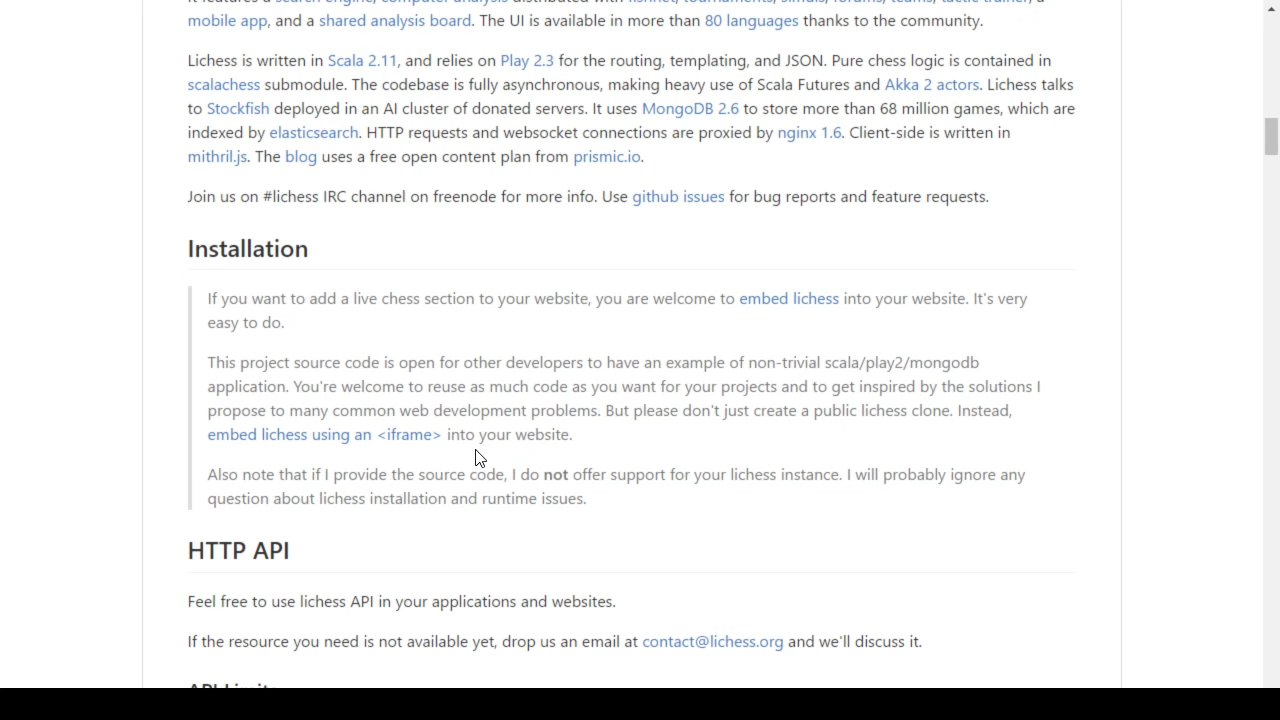 mobile app, and a shared analysis board. The UI is available in more than 80 languages thanks to the community.
Lichess is written in Scala 2.11, and relies on Play 2.3 for the routing, templating, and JSON. Pure chess logic is contained in
scalachess submodule. The codebase is fully asynchronous, making heavy use of Scala Futures and Akka 2 actors. Lichess talks
to Stockfish deployed in an AI cluster of donated servers. It uses MongoDB 2.6 to store more than 68 million games, which are
indexed by elasticsearch. HTTP requests and websocket connections are proxied by nginx 1.6. Client-side is written in
mithril.js. The blog uses a free open content plan from prismic.io.
Join us on #lichess IRC channel on freenode for more info. Use github issues for bug reports and feature requests.
Installation
If you want to add a live chess section to your website, you are welcome to embed lichess into your website. It's very
easy to do.
This project source code is open for other developers to have an example of non-trivial scala/play2/mongodb
application. You're welcome to reuse as much code as you want for your projects and to get inspired by the solutions I
propose to many common web development problems. But please don't just create a public lichess clone. Instead,
embed lichess using an <iframe> into your website.
Also note that if I provide the source code, I do not offer support for your lichess instance. I will probably ignore any
question about lichess installation and runtime issues.
HTTP API
Feel free to use lichess API in your applications and websites.
If the resource you need is not available yet, drop us an email at contact@lichess.org and we'll discuss it.